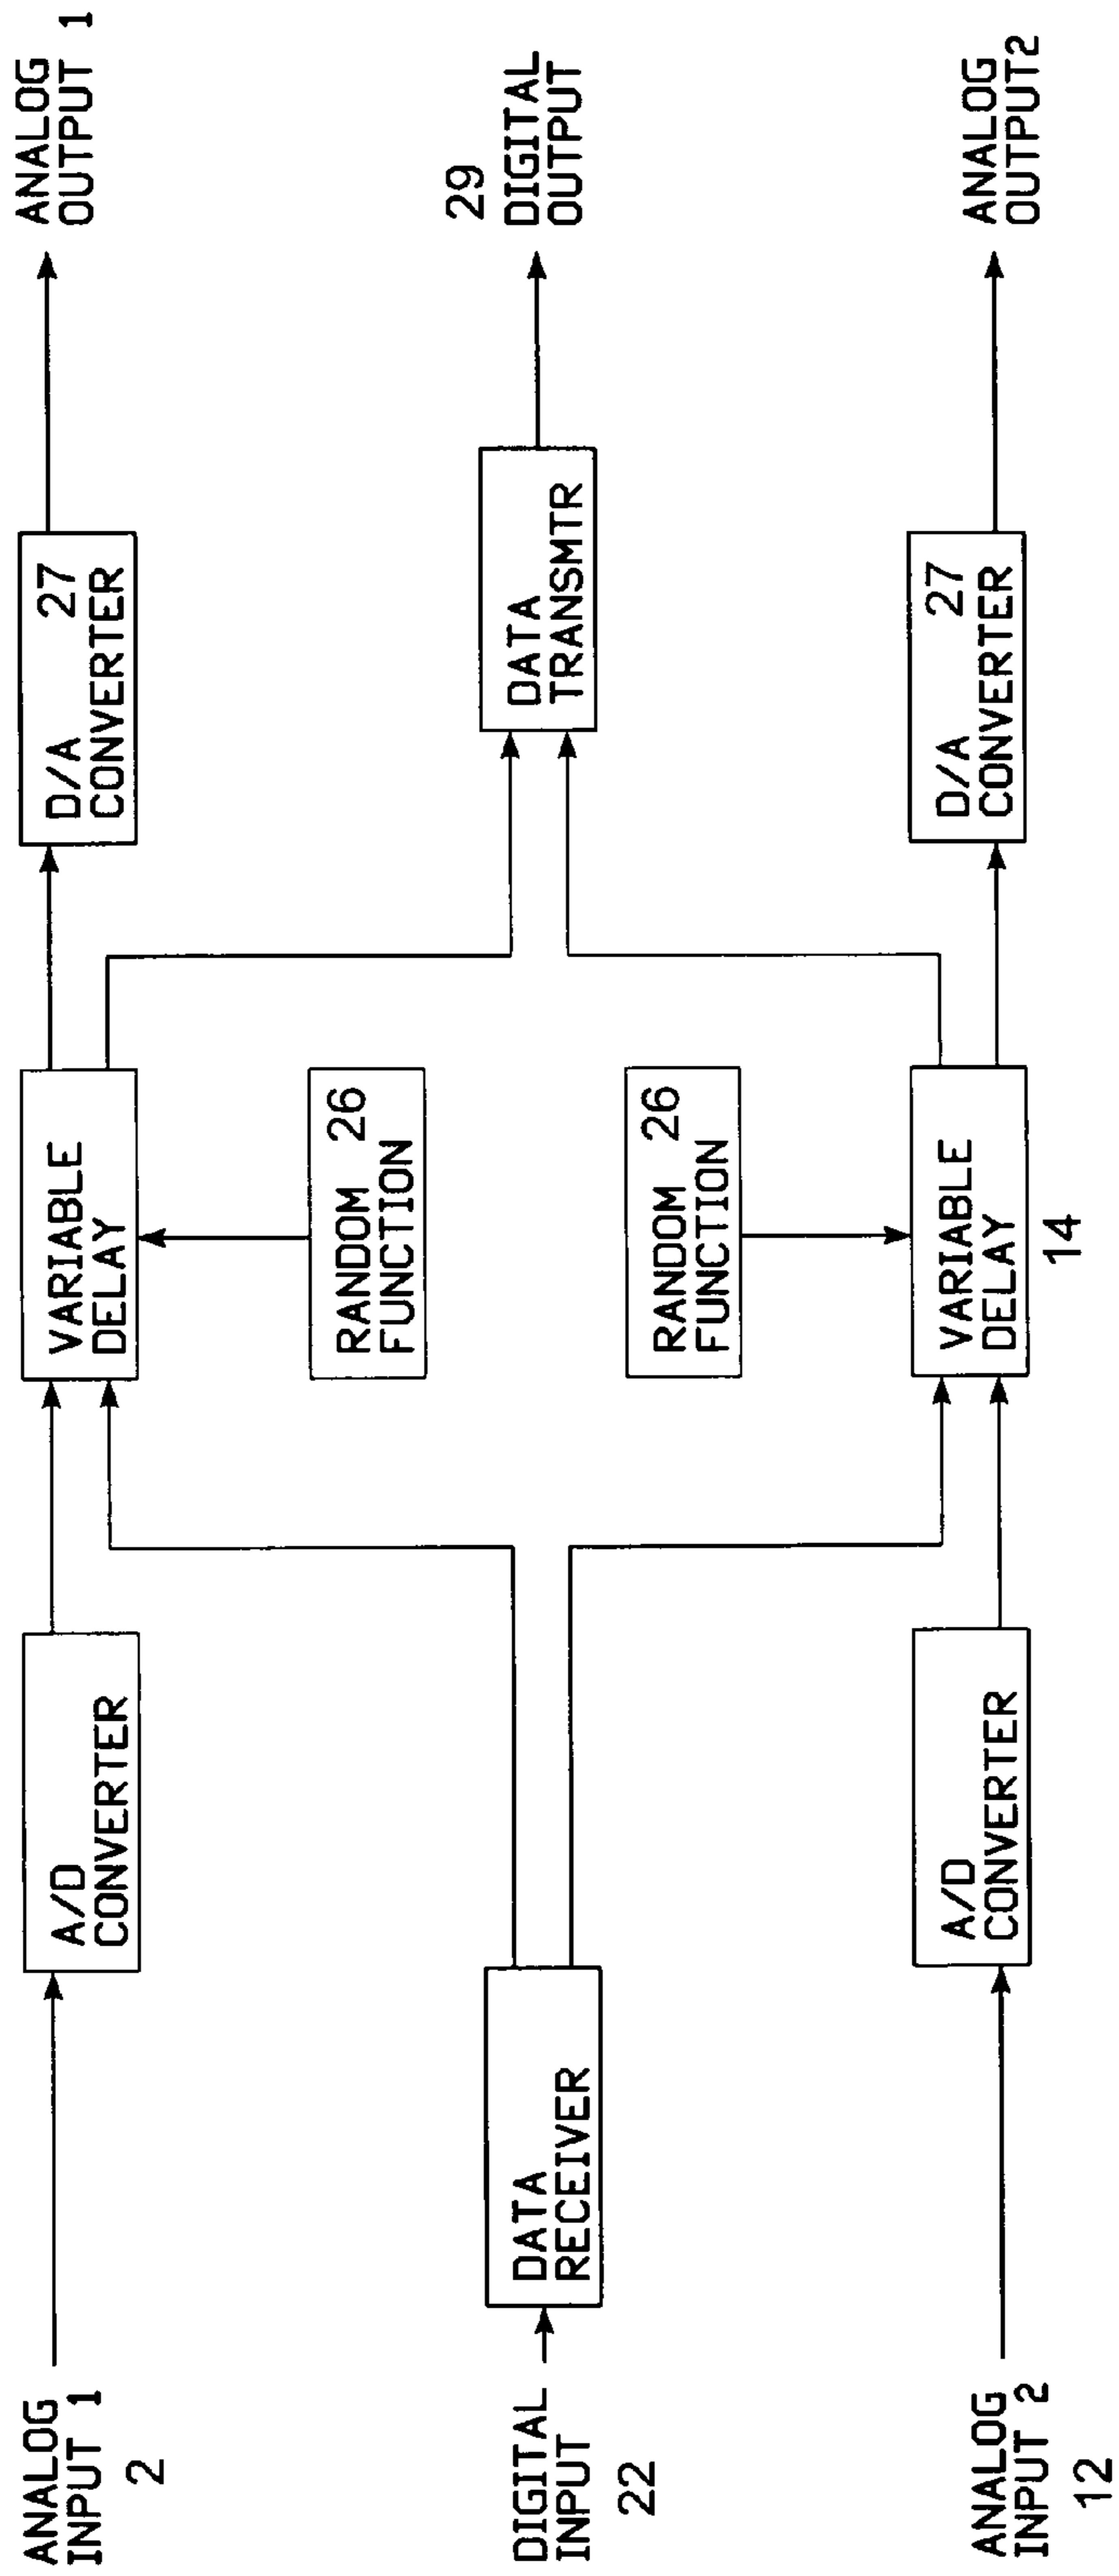 ANALOG
INPUT 1
2
A/D
CONVERTER
VARIABLE
DELAY
D/A 27
CONVERTER
ANALOG
OUTPUT 1
RANDOM 26
FUNCTION
DIGITAL
INPUT
22
DATA
RECEIVER
DATA
TRANSMTR
29
DIGITAL
OUTPUT
RANDOM 26
FUNCTION
ANALOG
INPUT 2
12
A/D
CONVERTER
VARIABLE
DELAY
14
D/A 27
CONVERTER
ANALOG
OUTPUT2